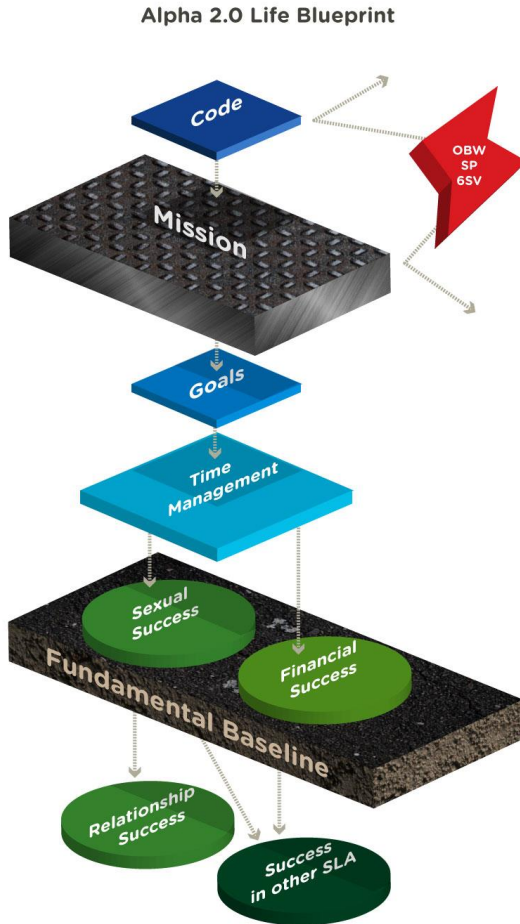 Alpha 2.0 Life Blueprint
Code
OBW
SP
6SV
Mission
Goals
Time
Management
Sexual
Success
Financial
Success
Fundamental Baseline
Relationship
Success
Success
in other SLA